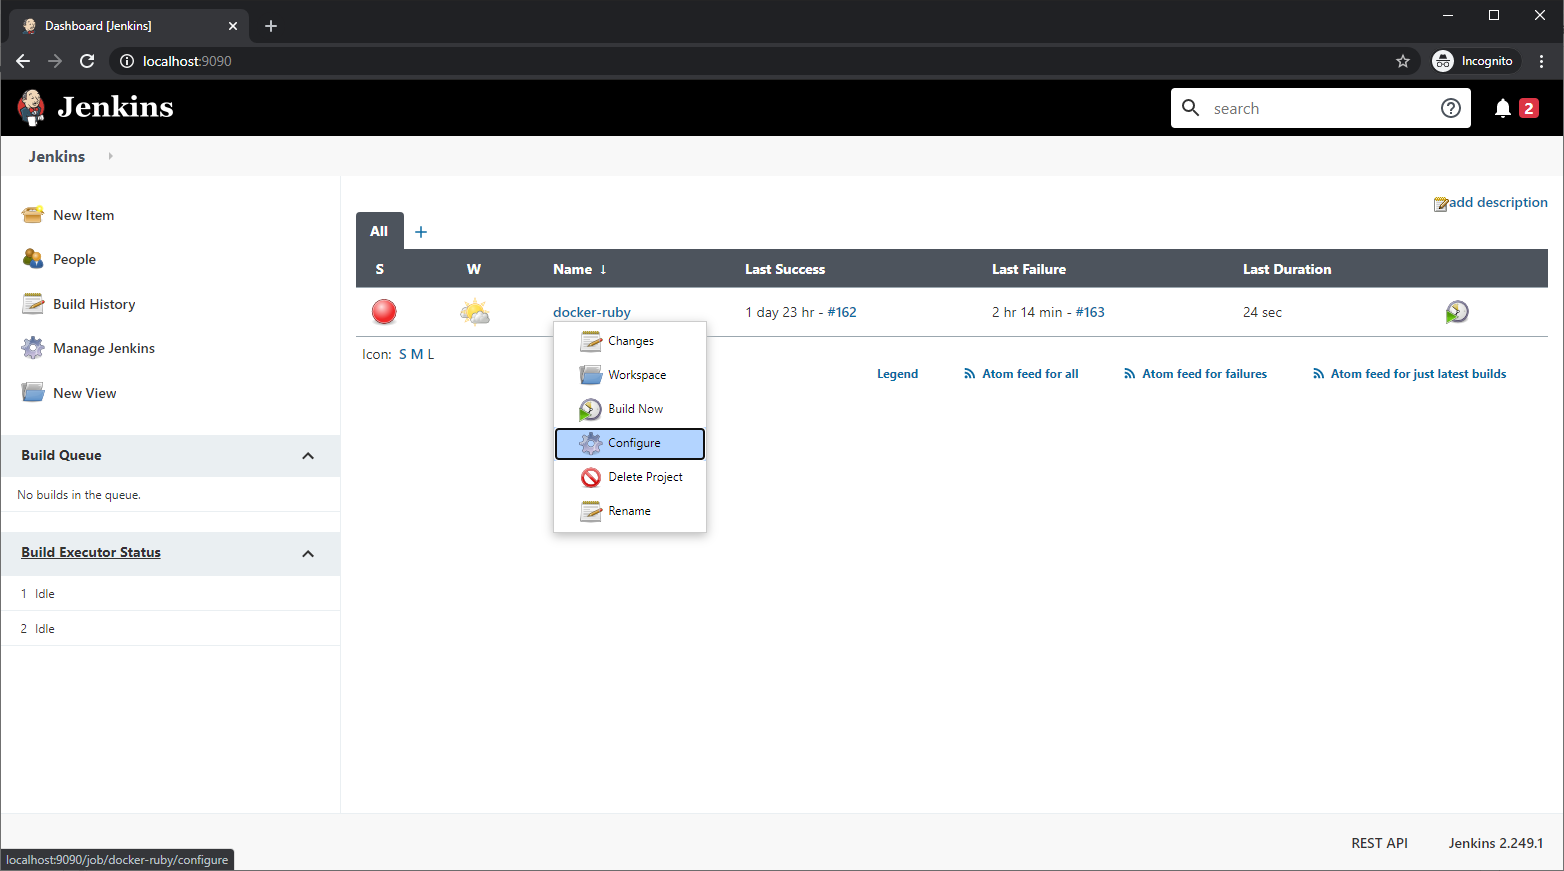 Dashboard [Jenkins]
localhost:9090
Incognito
Jenkins
search
2
Jenkins
New Item
People
Build History
Manage Jenkins
New View
Build Queue
No builds in the queue.
Build Executor Status
1 Idle
2 Idle
add description
All +
S W Name ↓ Last Success Last Failure Last Duration
docker-ruby 1 day 23 hr - #162 2 hr 14 min - #163 24 sec
Changes
Workspace
Build Now
Configure
Delete Project
Rename
Icon: S M L
Legend Atom feed for all Atom feed for failures Atom feed for just latest builds
REST API Jenkins 2.249.1
localhost:9090/job/docker-ruby/configure